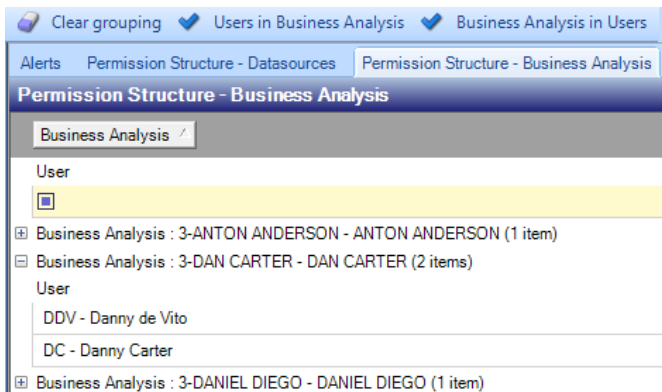 Clear grouping Users in Business Analysis Business Analysis in Users
Alerts Permission Structure - Datasources Permission Structure - Business Analysis
Permission Structure - Business Analysis
Business Analysis
User
Business Analysis : 3-ANTON ANDERSON - ANTON ANDERSON (1 item)
Business Analysis : 3-DAN CARTER - DAN CARTER (2 items)
User
DDV - Danny de Vito
DC - Danny Carter
Business Analysis : 3-DANIEL DIEGO - DANIEL DIEGO (1 item)